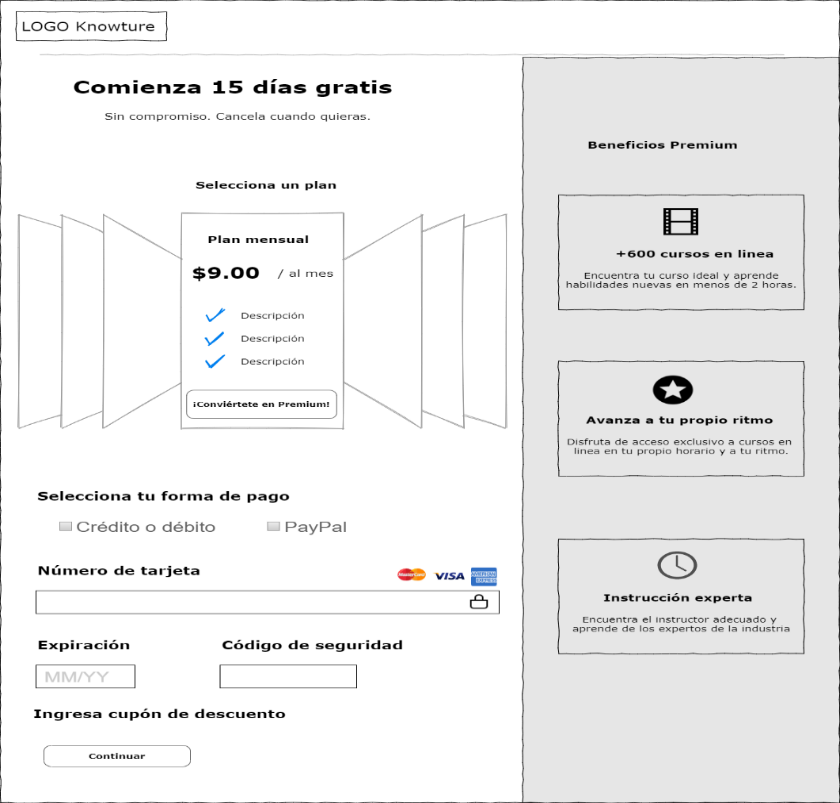 LOGO Knowture
Comienza 15 días gratis
Sin compromiso. Cancela cuando quieras.
Selecciona un plan
Plan mensual
$9.00 / al mes
Descripción
Descripción
Descripción
¡Conviértete en Premium!
Selecciona tu forma de pago
Crédito o débito PayPal
Número de tarjeta
MasterCard VISA AMERICAN EXPRESS
Expiración Código de seguridad
MM/YY
Ingresa cupón de descuento
Continuar
Beneficios Premium
+600 cursos en linea
Encuentra tu curso ideal y aprende
habilidades nuevas en menos de 2 horas.
Avanza a tu propio ritmo
Disfruta de acceso exclusivo a cursos en
linea en tu propio horario y a tu ritmo.
Instrucción experta
Encuentra el instructor adecuado y
aprende de los expertos de la industria